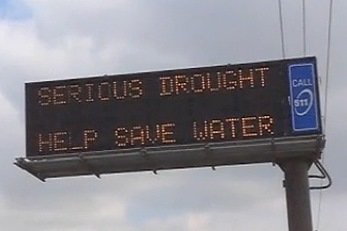 SERIOUS DROUGHT
HELP SAVE WATER
CALL
511